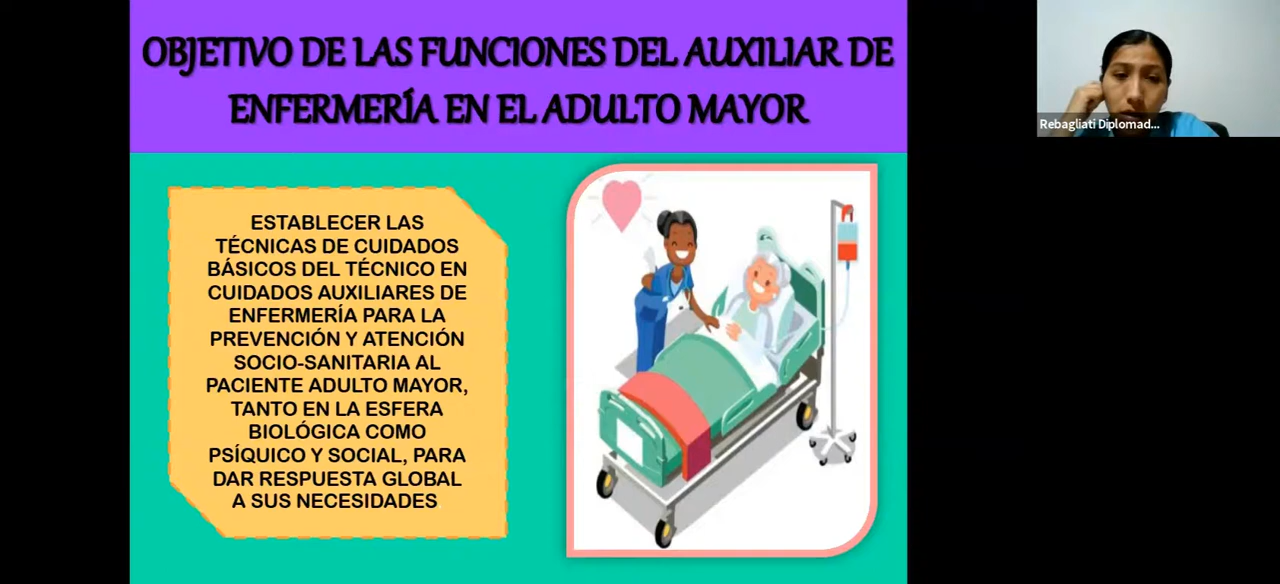 OBJETIVO DE LAS FUNCIONES DEL AUXILIAR DE
ENFERMERÍA EN EL ADULTO MAYOR
Rebagliati Diplomad...
ESTABLECER LAS
TÉCNICAS DE CUIDADOS
BÁSICOS DEL TÉCNICO EN
CUIDADOS AUXILIARES DE
ENFERMERÍA PARA LA
PREVENCIÓN Y ATENCIÓN
SOCIO-SANITARIA AL
PACIENTE ADULTO MAYOR,
TANTO EN LA ESFERA
BIOLÓGICA COMO
PSÍQUICO Y SOCIAL, PARA
DAR RESPUESTA GLOBAL
A SUS NECESIDADES.